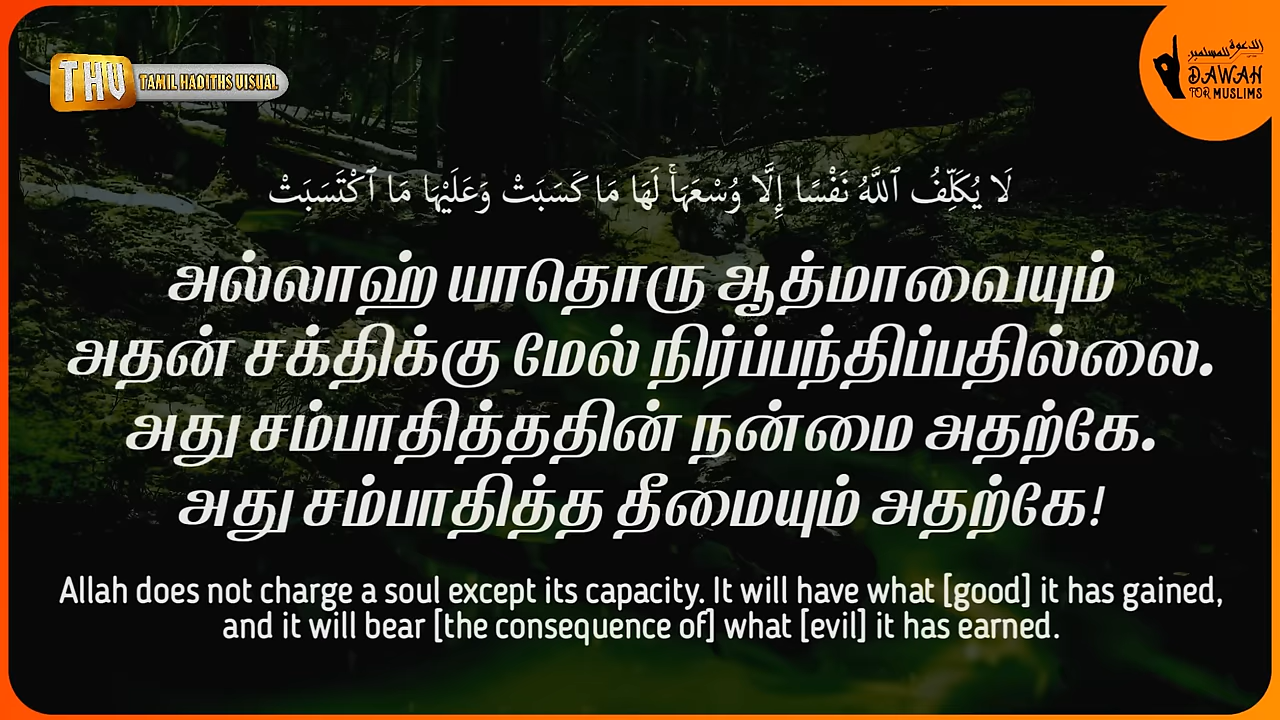 THV
TAMIL HADITHS VISUAL
الدعوة للمسلمين
DAWAH
FOR MUSLIMS
لَا يُكَلِّفُ ٱللَّهُ نَفْسًا إِلَّا وُسْعَهَاۚ لَهَا مَا كَسَبَتْ وَعَلَيْهَا مَا ٱكْتَسَبَتْ
அல்லாஹ் யாதொரு ஆத்மாவையும்
அதன் சக்திக்கு மேல் நிர்ப்பந்திப்பதில்லை.
அது சம்பாதித்ததின் நன்மை அதற்கே.
அது சம்பாதித்த தீமையும் அதற்கே!
Allah does not charge a soul except its capacity. It will have what [good] it has gained,
and it will bear [the consequence of] what [evil] it has earned.